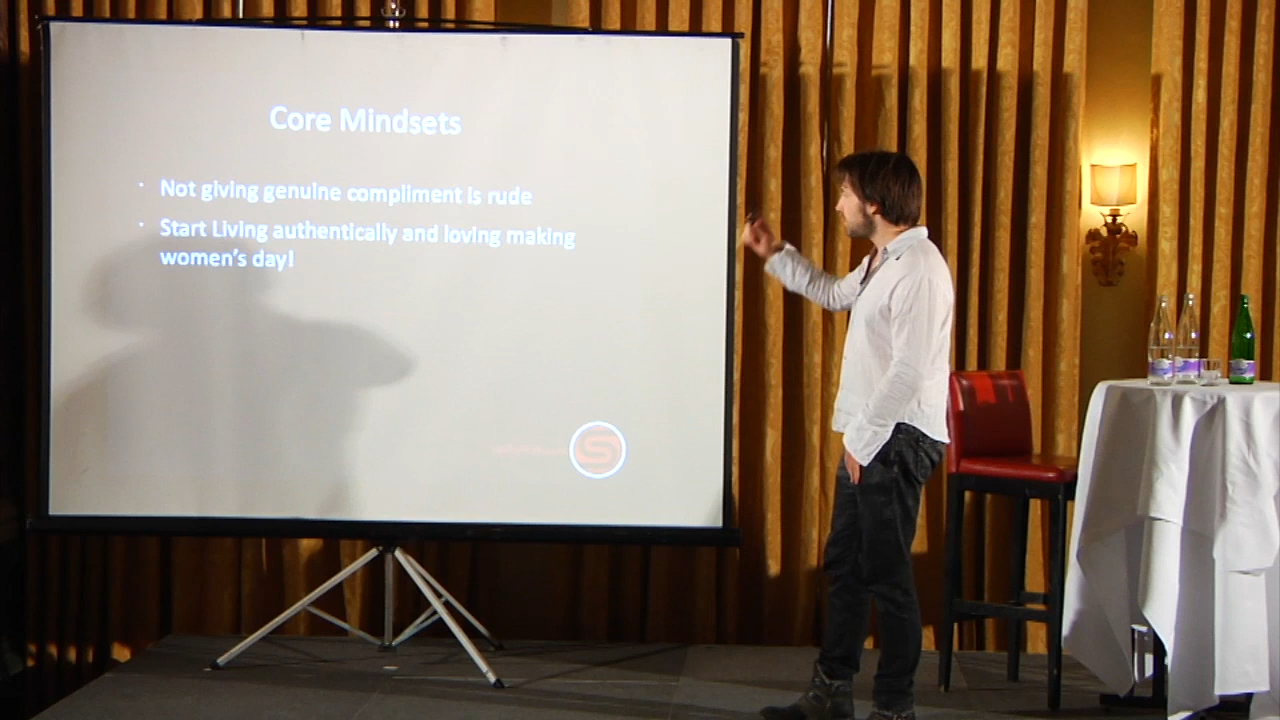 Core Mindsets
· Not giving genuine compliment is rude
· Start Living authentically and loving making
women's day!
S